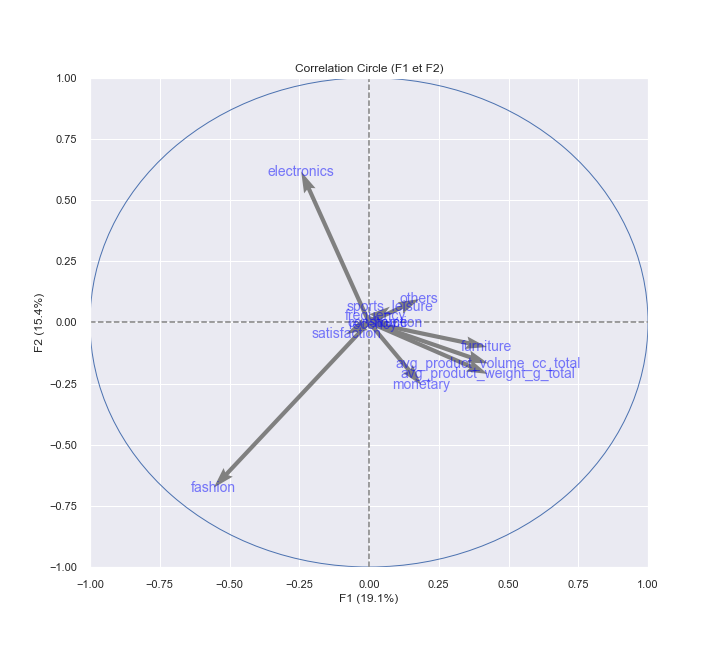 Correlation Circle (F1 et F2)
1.00
0.75
electronics
0.50
0.25
others
sports_leisure
frequency
0.00
satisfaction
furniture
avg_product_volume_cc_total
avg_product_weight_g_total
−0.25
monetary
−0.50
fashion
−0.75
−1.00
−1.00 −0.75 −0.50 −0.25 0.00 0.25 0.50 0.75 1.00
F1 (19.1%)
F2 (15.4%)